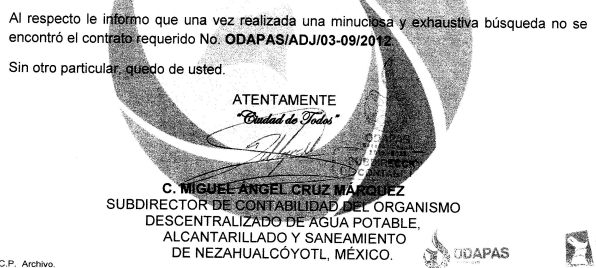 Al respecto le informo que una vez realizada una minuciosa y exhaustiva búsqueda no se
encontró el contrato requerido No. ODAPAS/ADJ/03-09/2012.
Sin otro particular, quedo de usted.
ATENTAMENTE
"Ciudad de Todos"
ODAPAS
C. MIGUEL ÁNGEL CRUZ MÁRQUEZ
SUBDIRECTOR DE CONTABILIDAD DEL ORGANISMO
DESCENTRALIZADO DE AGUA POTABLE,
ALCANTARILLADO Y SANEAMIENTO
DE NEZAHUALCÓYOTL, MÉXICO.
ODAPAS
C.P. Archivo.